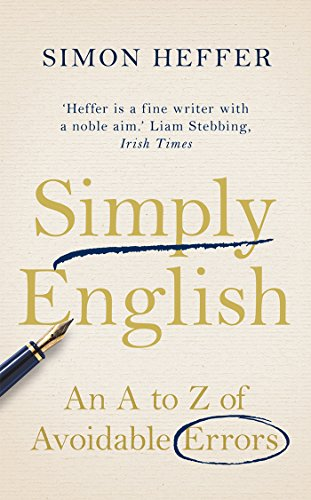 SIMON HEFFER
‘Heffer is a fine writer with
a noble aim.’ Liam Stebbing,
Irish Times
Simply
English
An A to Z of
Avoidable Errors